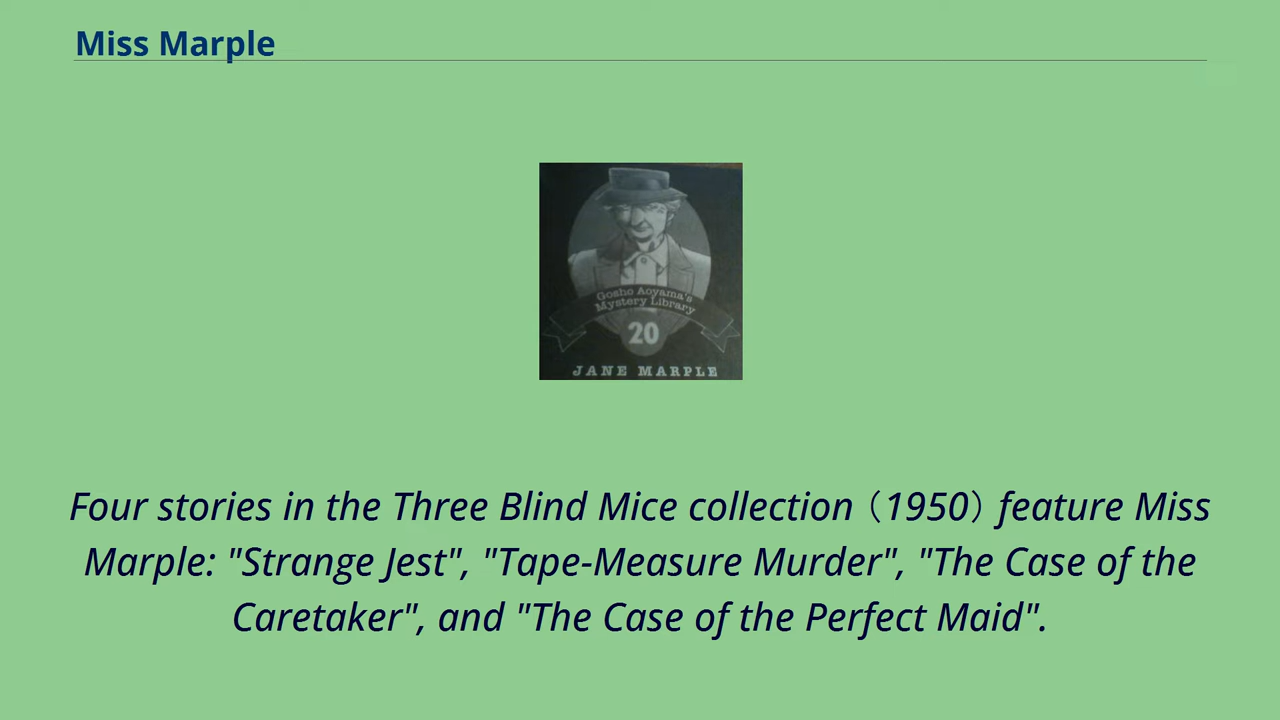 Miss Marple
Gosho Aoyama's
Mystery Library
20
JANE MARPLE
Four stories in the Three Blind Mice collection（1950）feature Miss
Marple: "Strange Jest", "Tape-Measure Murder", "The Case of the
Caretaker", and "The Case of the Perfect Maid".